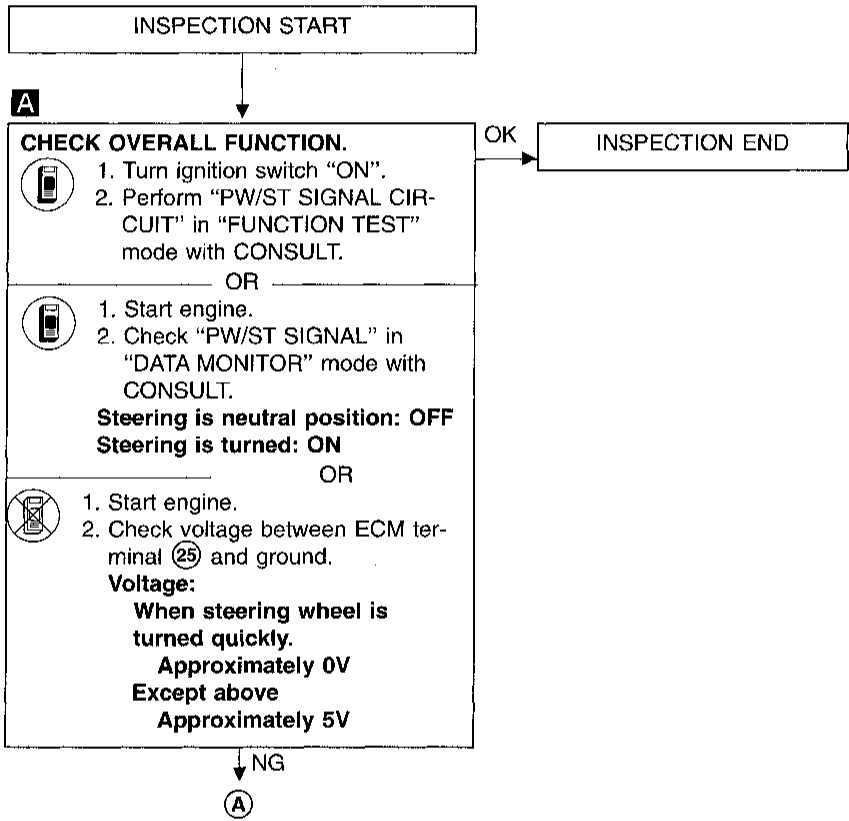 INSPECTION START
A
CHECK OVERALL FUNCTION.
1. Turn ignition switch “ON”.
2. Perform “PW/ST SIGNAL CIR-
CUIT” in “FUNCTION TEST”
mode with CONSULT.
OR
1. Start engine.
2. Check “PW/ST SIGNAL” in
“DATA MONITOR” mode with
CONSULT.
Steering is neutral position: OFF
Steering is turned: ON
OR
1. Start engine.
2. Check voltage between ECM ter-
minal 25 and ground.
Voltage:
When steering wheel is
turned quickly.
Approximately 0V
Except above
Approximately 5V
OK
INSPECTION END
NG
A